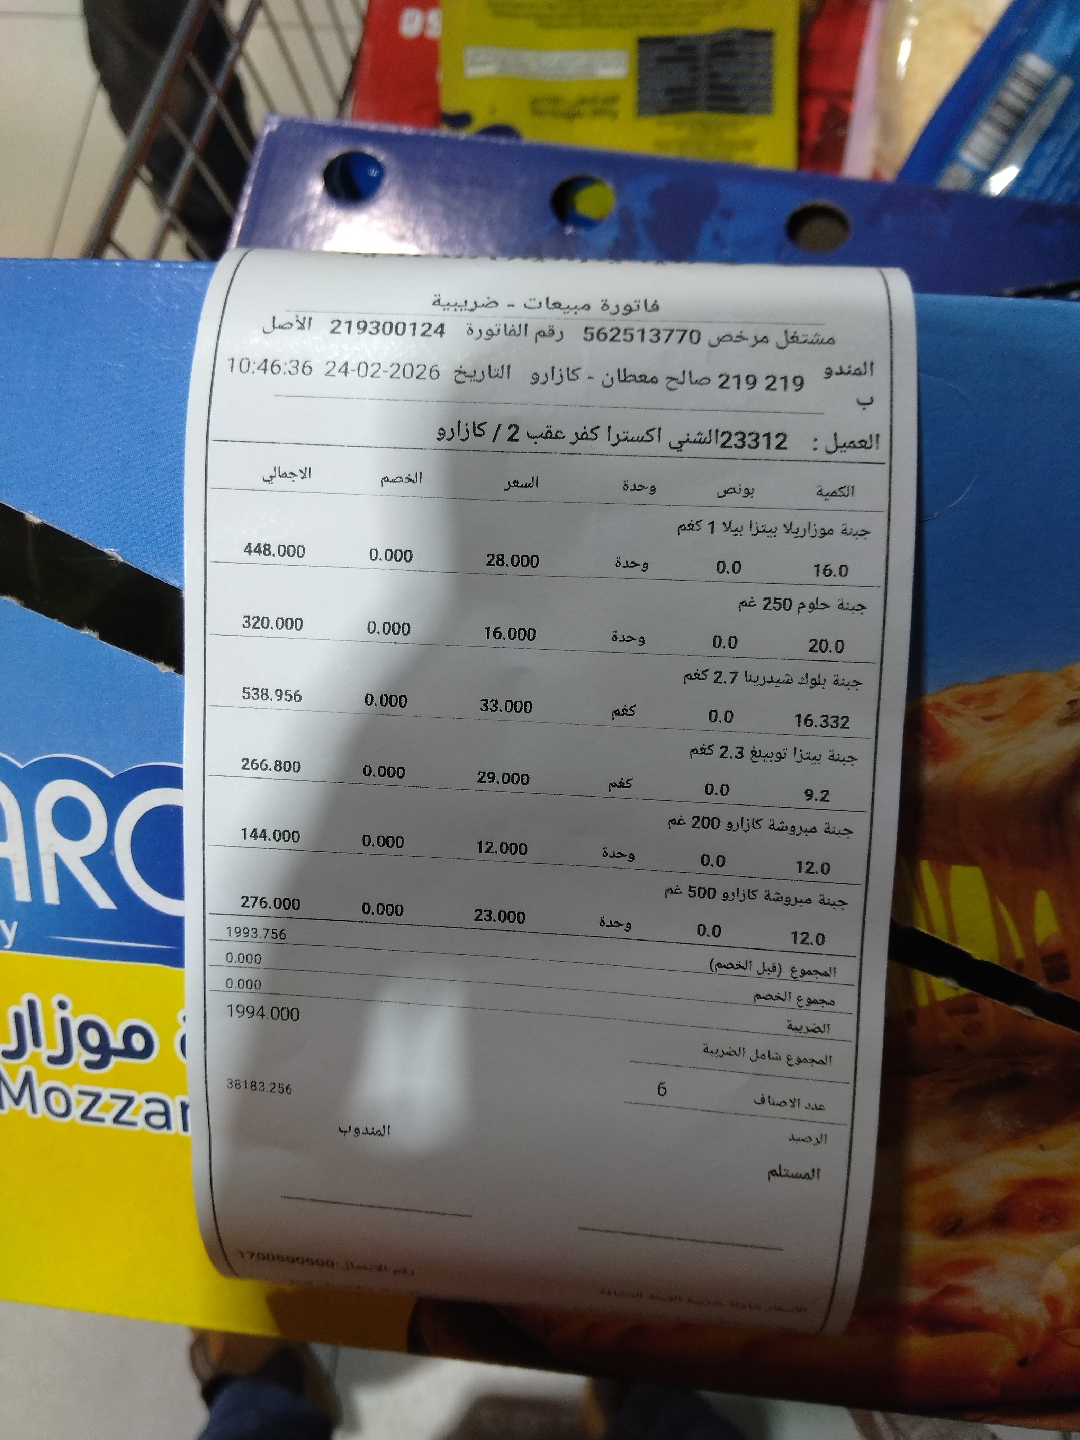 فاتورة مبيعات - ضريبية
مشتغل مرخص 562513770 رقم الفاتورة 219300124 الأصل
المندوب 219 219 صالح معطان - كازارو التاريخ 24-02-2026 10:46:36
العميل : 23312الشني اكسترا كفر عقب 2 / كازارو
الكمية بونص وحدة السعر الخصم الاجمالي
جبنة موزاريلا بيتزا بيلا 1 كغم
16.0 0.0 وحدة 28.000 0.000 448.000
جبنة حلوم 250 غم
20.0 0.0 وحدة 16.000 0.000 320.000
جبنة بلوك شيدرينا 2.7 كغم
16.332 0.0 كغم 33.000 0.000 538.956
جبنة بيتزا توبينغ 2.3 كغم
9.2 0.0 كغم 29.000 0.000 266.800
جبنة مبروشة كازارو 200 غم
12.0 0.0 وحدة 12.000 0.000 144.000
جبنة مبروشة كازارو 500 غم
12.0 0.0 وحدة 23.000 0.000 276.000
المجموع (قبل الخصم) 1993.756
مجموع الخصم 0.000
الضريبة 0.000
المجموع شامل الضريبة 1994.000
عدد الاصناف 6
الرصيد 38183.256
المستلم المندوب
رقم الاتصال:1700500900
ARO
y
موزار
Mozzar